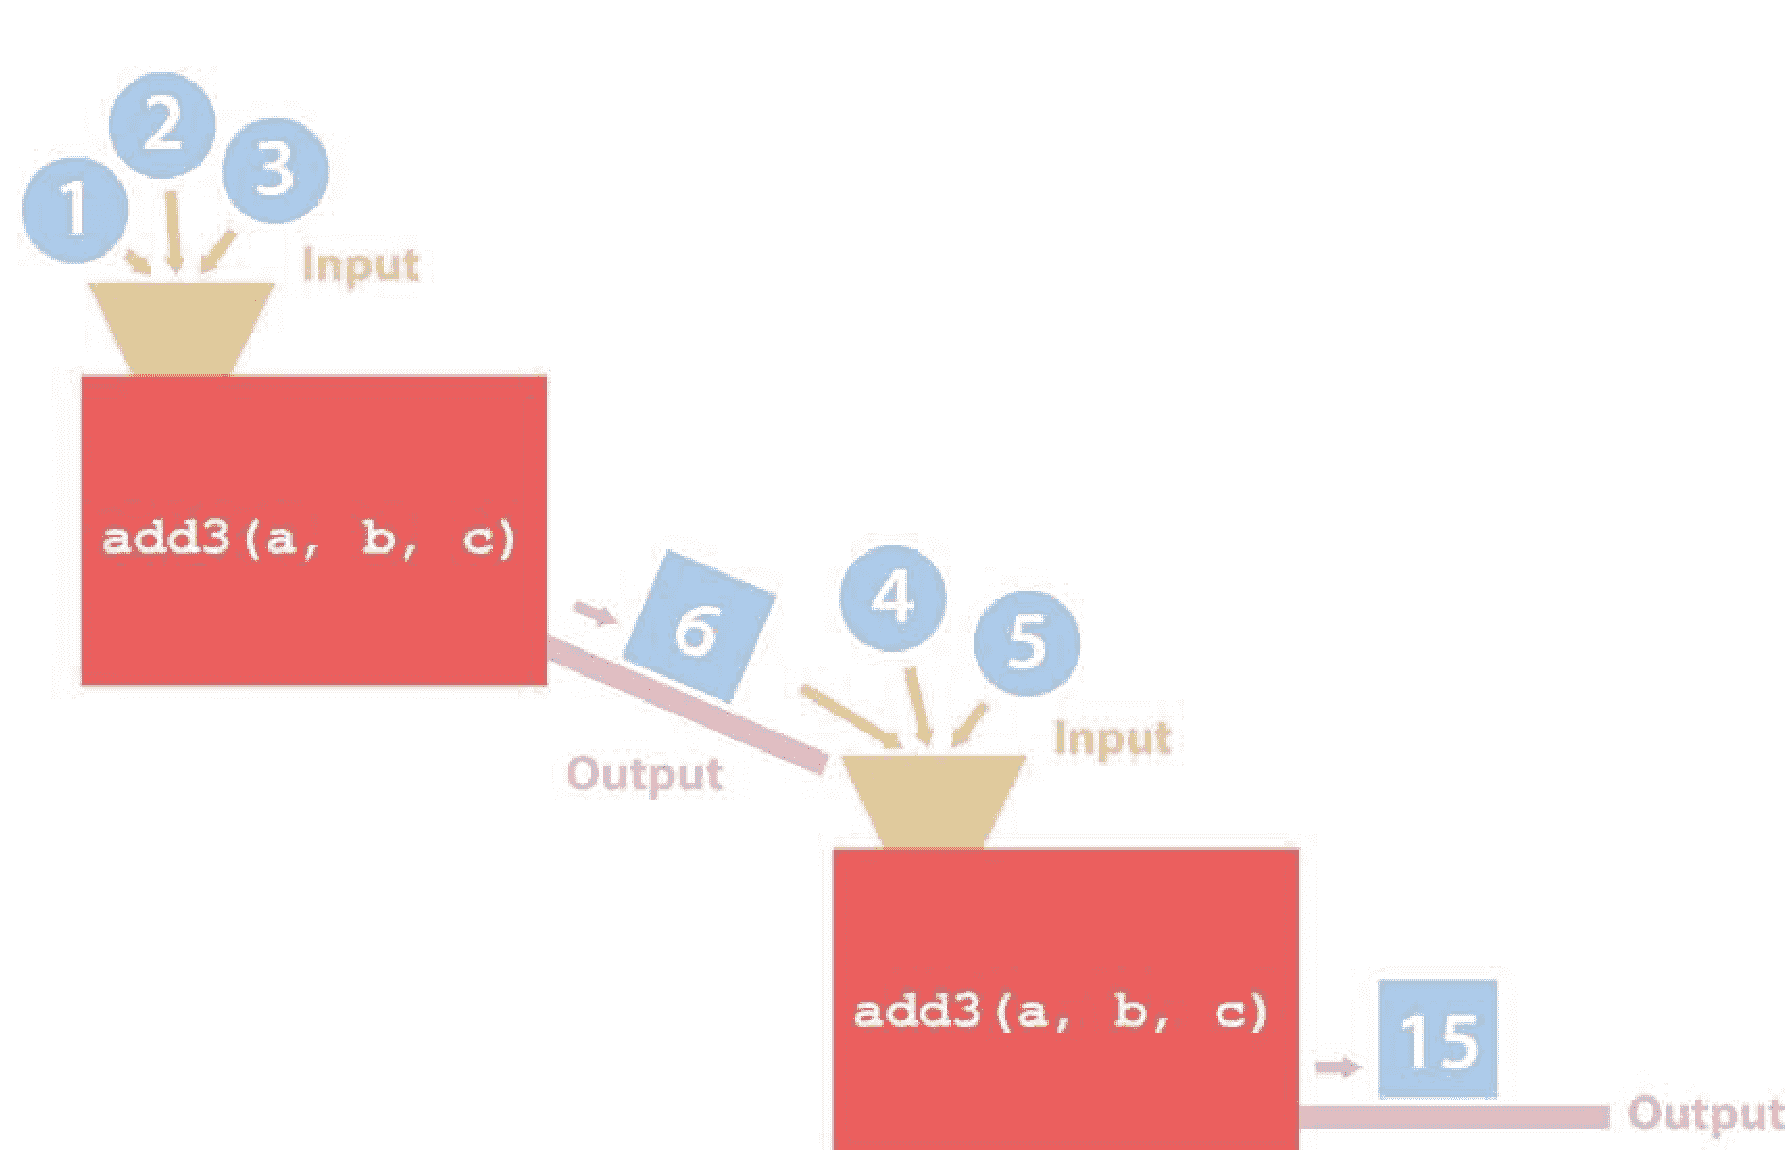 2
3
1
Input
add3(a, b, c)
6
4
5
Input
Output
add3(a, b, c)
15
Output